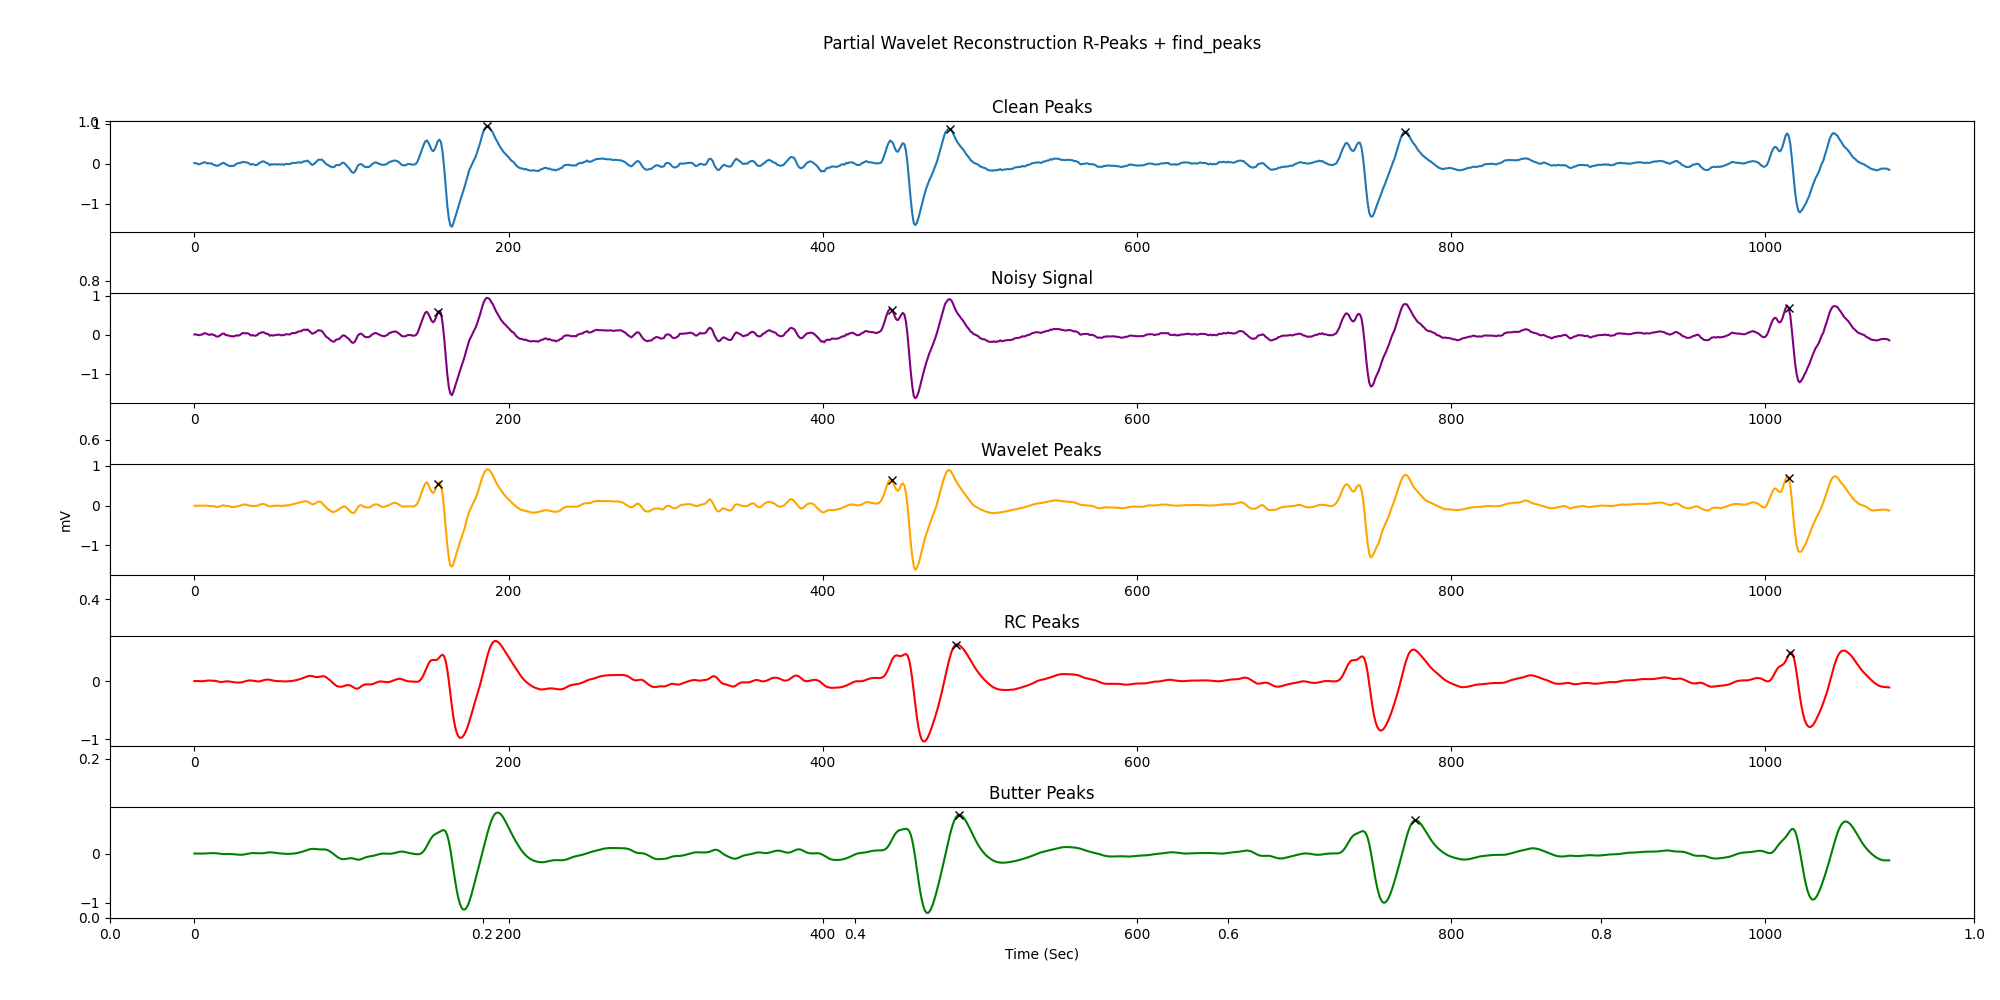 Partial Wavelet Reconstruction R-Peaks + find_peaks
Clean Peaks
1.0
1
0
−1
0 200 400 600 800 1000
Noisy Signal
0.8
1
0
−1
0 200 400 600 800 1000
0.6
Wavelet Peaks
1
0
−1
mV
0 200 400 600 800 1000
0.4
RC Peaks
0
−1
0 200 400 600 800 1000
0.2
Butter Peaks
0
−1
0.0
0.0 0 0.2 200 400 0.4 600 0.6 800 0.8 1000 1.0
Time (Sec)